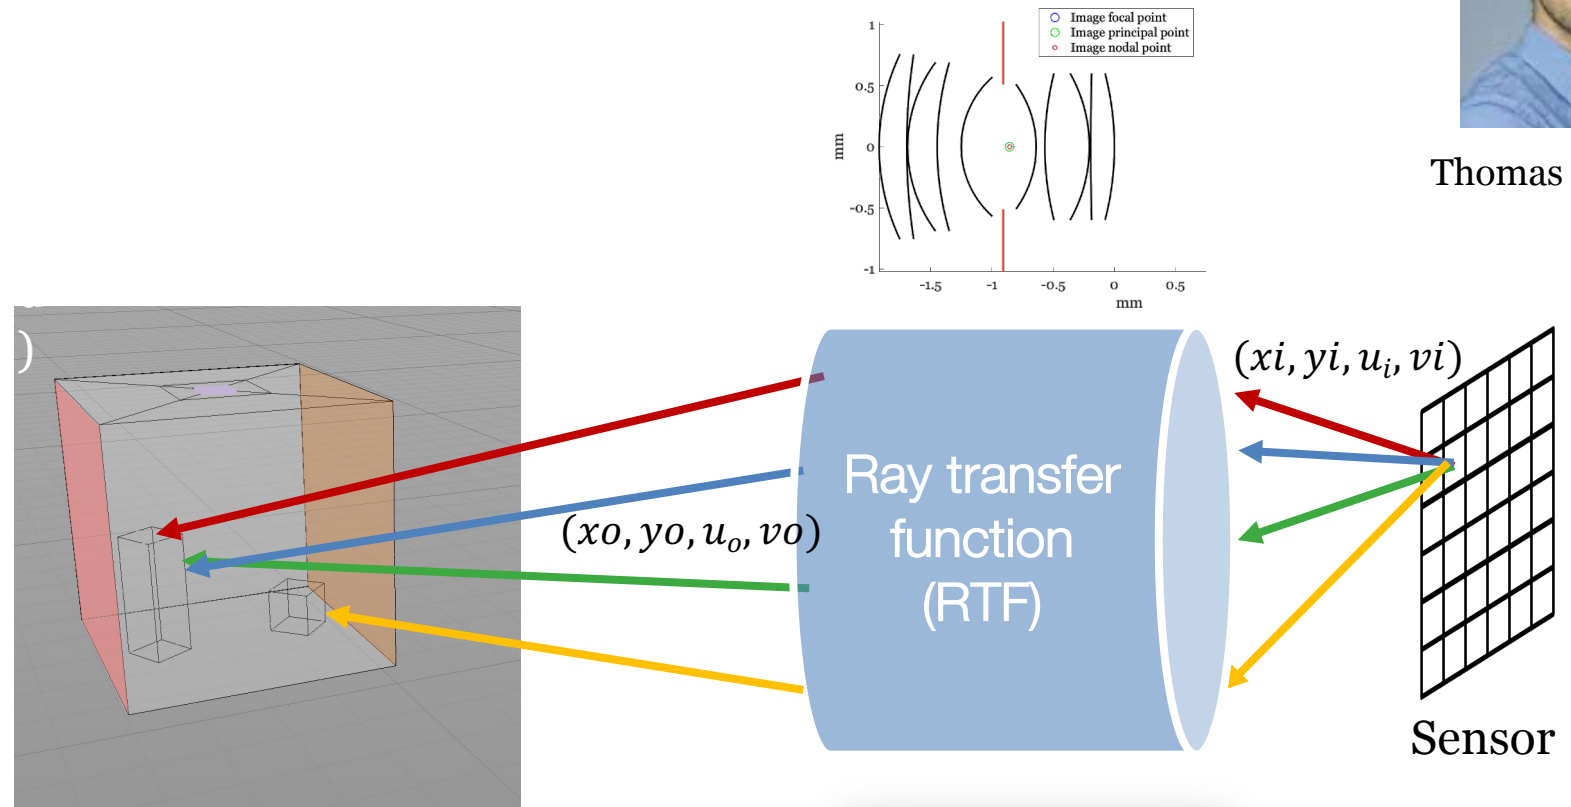 1
0.5
0
-0.5
-1
mm
-1.5
-1
-0.5
0
0.5
mm
Image focal point
Image principal point
Image nodal point
Thomas
)
(xi, yi, uᵢ, vi)
(xo, yo, uₒ, vo)
Ray transfer
function
(RTF)
Sensor